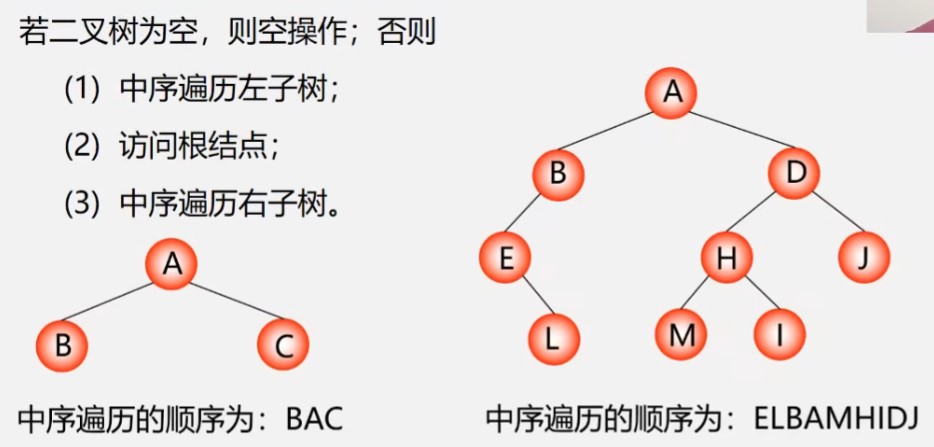 若二叉树为空，则空操作；否则
(1) 中序遍历左子树；
(2) 访问根结点；
(3) 中序遍历右子树。
A
B
C
中序遍历的顺序为：BAC
A
B
D
E
H
J
L
M
I
中序遍历的顺序为：ELBAMHIDJ